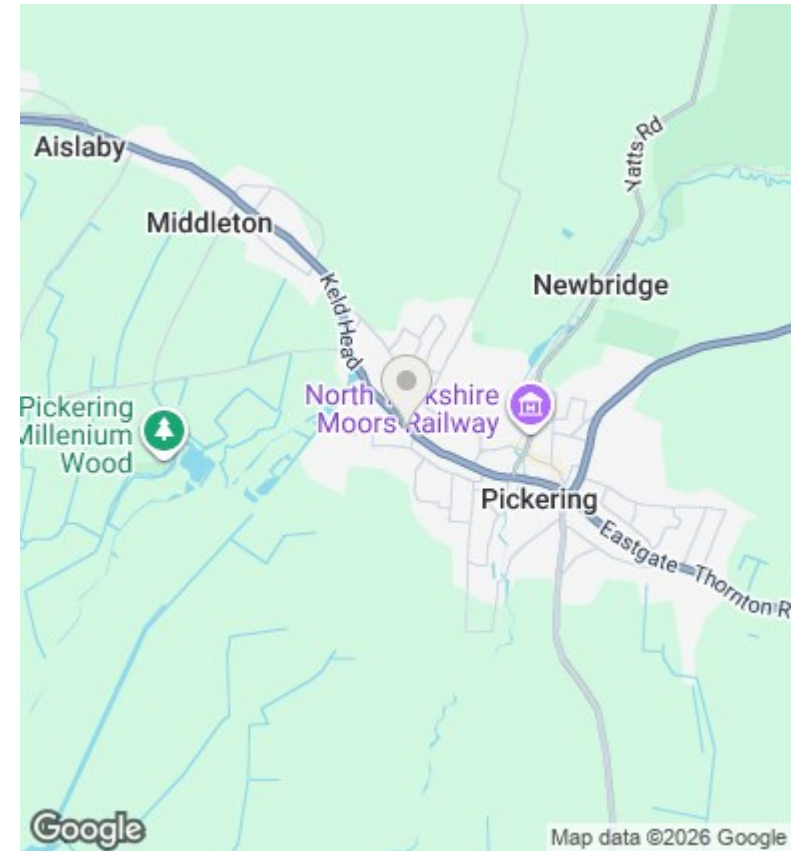 Aislaby
Middleton
Yatts Rd
Newbridge
Keld Head
Pickering
Millenium
Wood
North Yorkshire
Moors Railway
Pickering
Eastgate
Thornton R
Google
Map data ©2026 Google